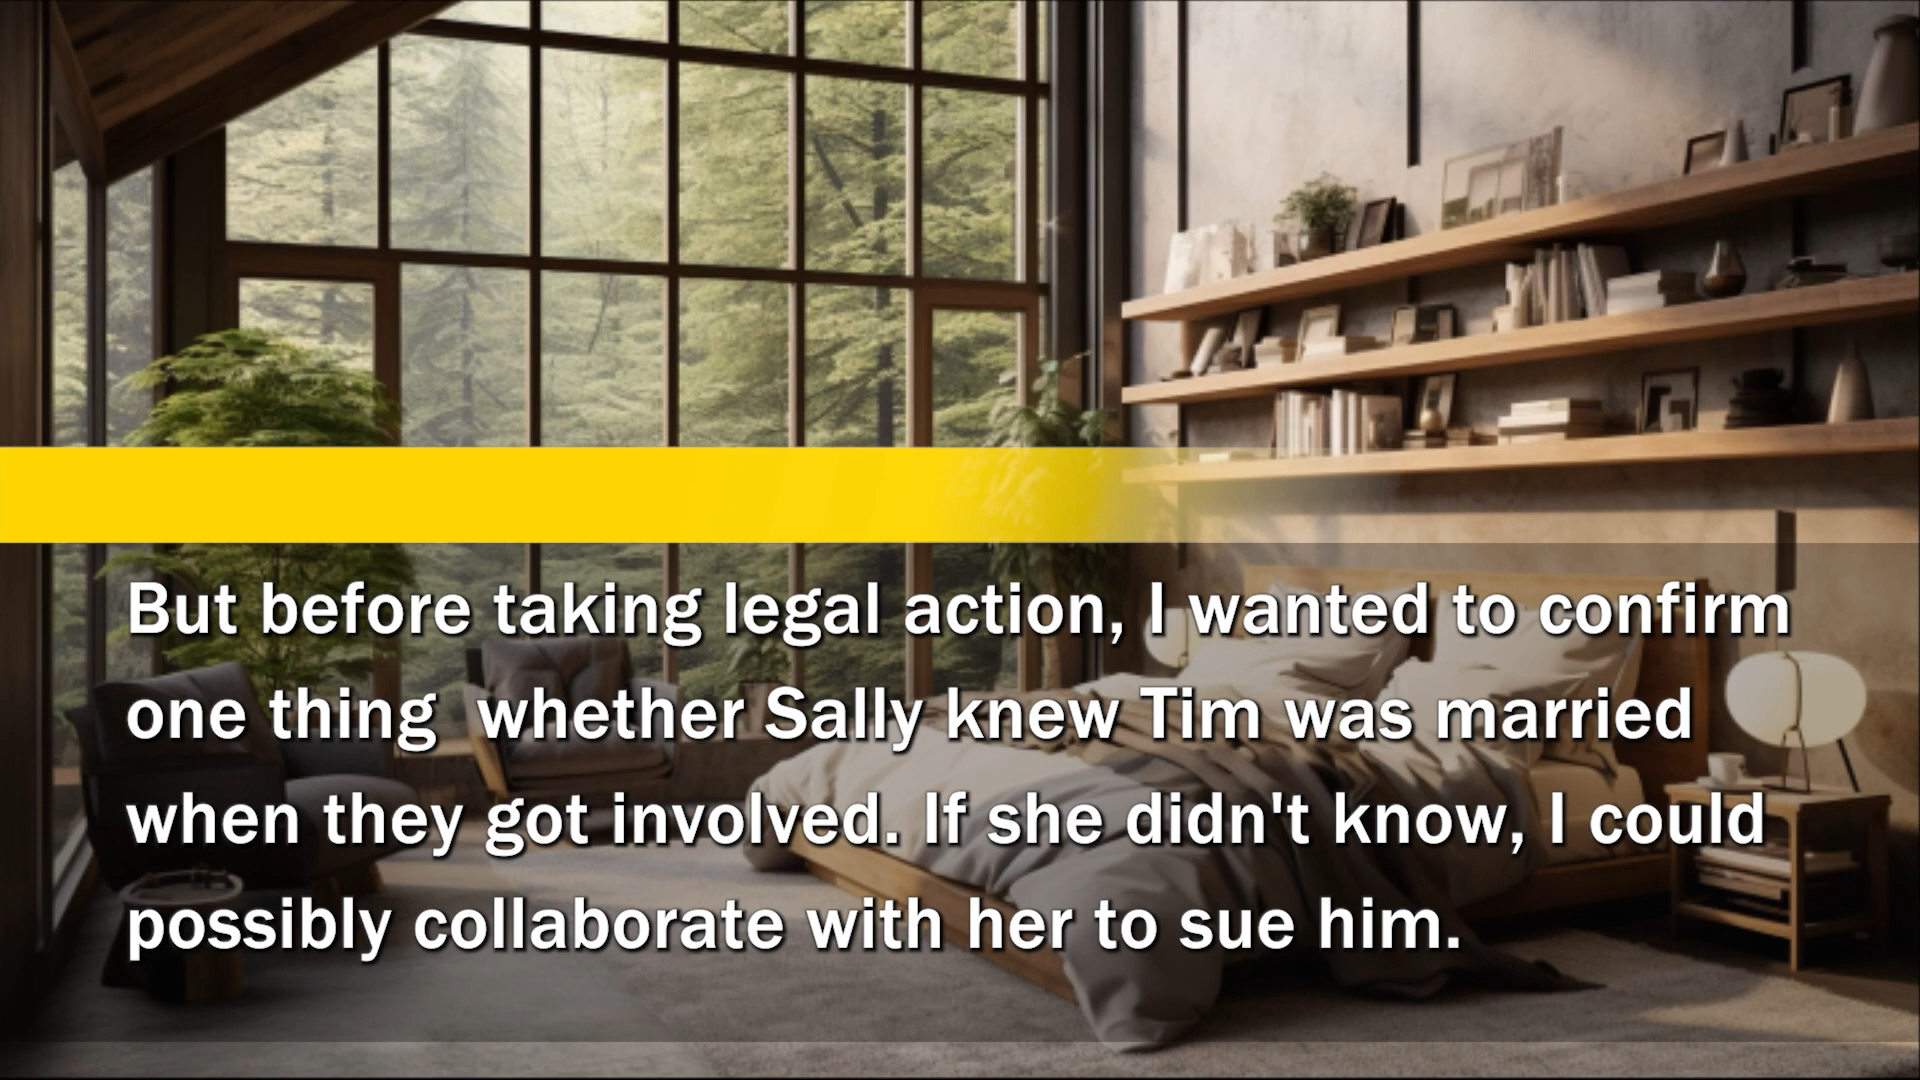 But before taking legal action, I wanted to confirm
one thing  whether Sally knew Tim was married
when they got involved. If she didn't know, I could
possibly collaborate with her to sue him.